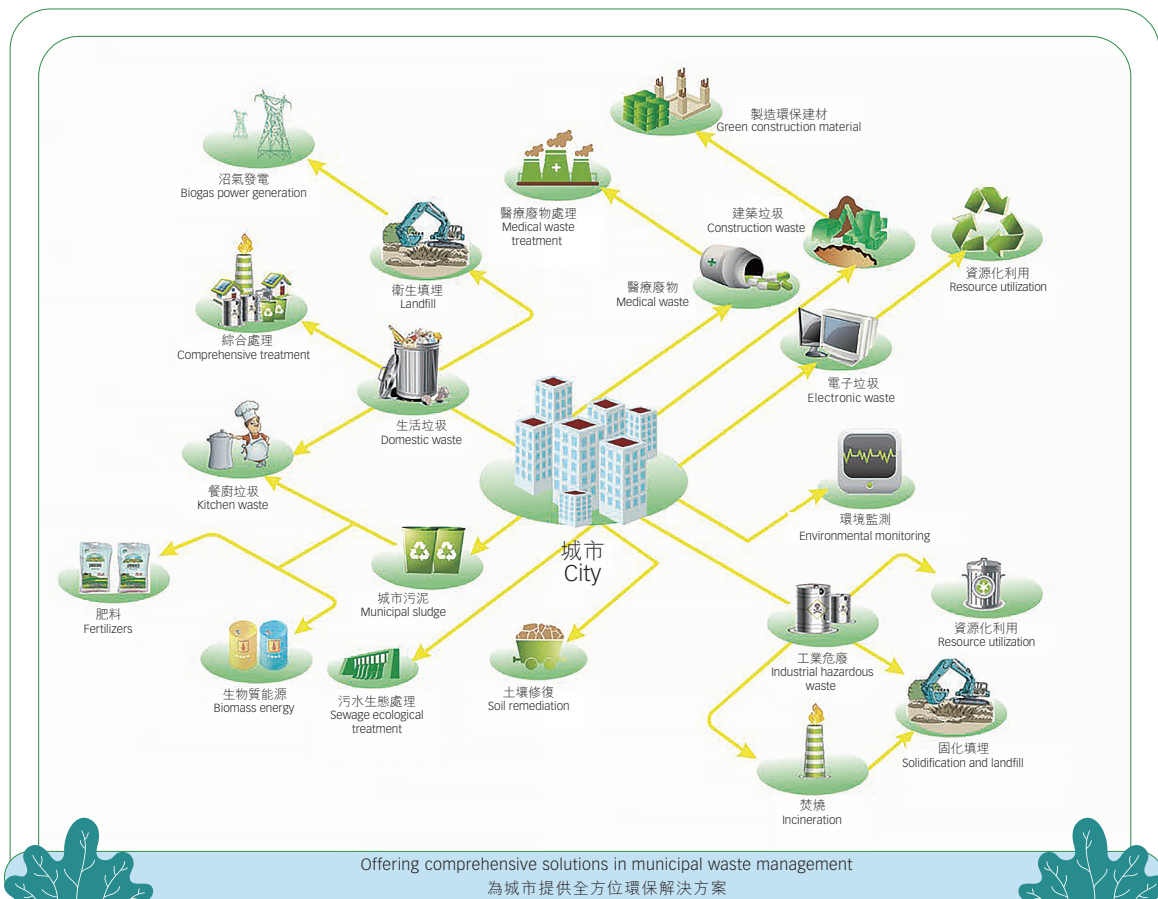 製造環保建材
Green construction material
沼氣發電
Biogas power generation
醫療廢物處理
Medical waste
treatment
建築垃圾
Construction waste
資源化利用
Resource utilization
醫療廢物
Medical waste
衛生填埋
Landfill
綜合處理
Comprehensive treatment
電子垃圾
Electronic waste
生活垃圾
Domestic waste
餐廚垃圾
Kitchen waste
環境監測
Environmental monitoring
城市
City
城市污泥
Municipal sludge
肥料
Fertilizers
資源化利用
Resource utilization
工業危廢
Industrial hazardous
waste
生物質能源
Biomass energy
污水生態處理
Sewage ecological
treatment
土壤修復
Soil remediation
固化填埋
Solidification and landfill
焚燒
Incineration
Offering comprehensive solutions in municipal waste management
為城市提供全方位環保解決方案